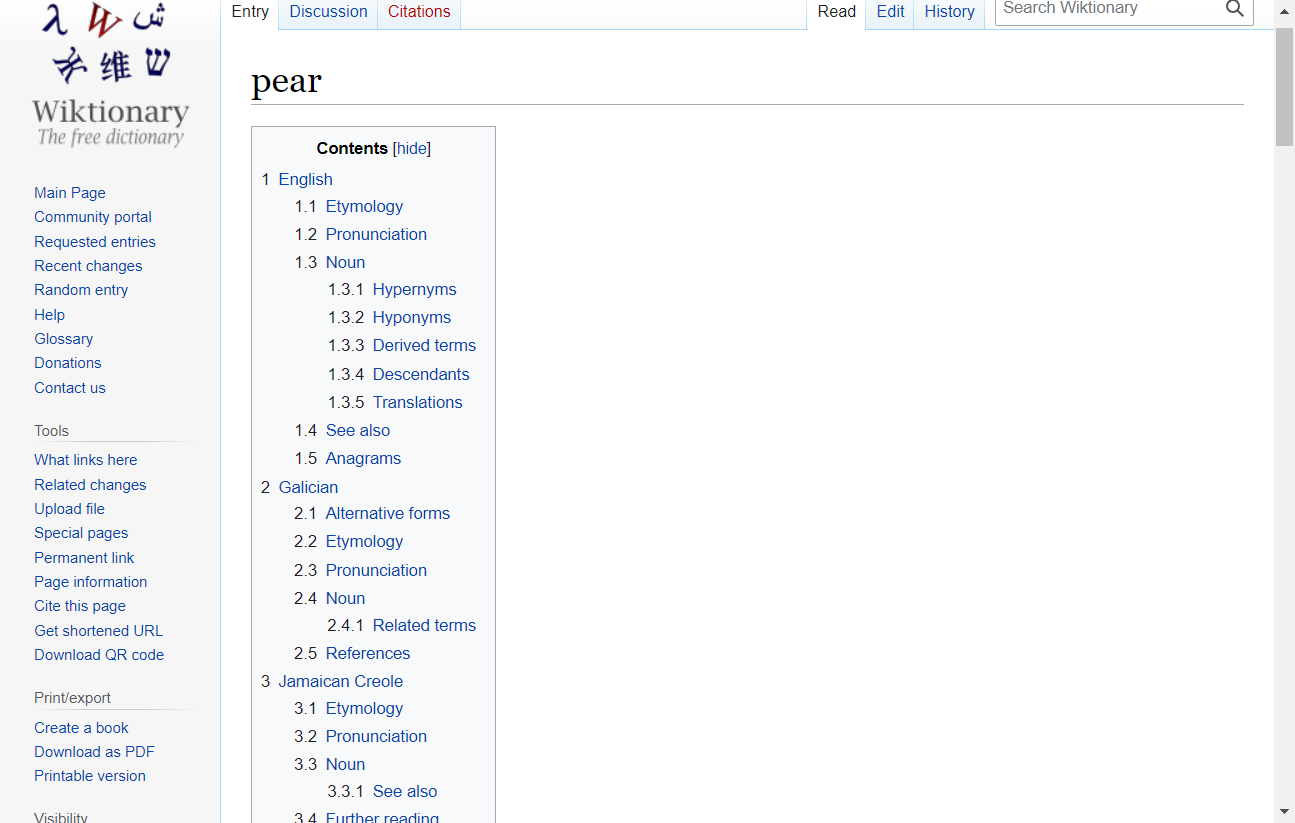 Entry Discussion Citations Read Edit History Search Wiktionary
λ W ش
维 ש
Wiktionary
The free dictionary
pear
Main Page
Community portal
Requested entries
Recent changes
Random entry
Help
Glossary
Donations
Contact us
Tools
What links here
Related changes
Upload file
Special pages
Permanent link
Page information
Cite this page
Get shortened URL
Download QR code
Print/export
Create a book
Download as PDF
Printable version
Visibility
Contents [hide]
1 English
1.1 Etymology
1.2 Pronunciation
1.3 Noun
1.3.1 Hypernyms
1.3.2 Hyponyms
1.3.3 Derived terms
1.3.4 Descendants
1.3.5 Translations
1.4 See also
1.5 Anagrams
2 Galician
2.1 Alternative forms
2.2 Etymology
2.3 Pronunciation
2.4 Noun
2.4.1 Related terms
2.5 References
3 Jamaican Creole
3.1 Etymology
3.2 Pronunciation
3.3 Noun
3.3.1 See also
3.4 Further reading